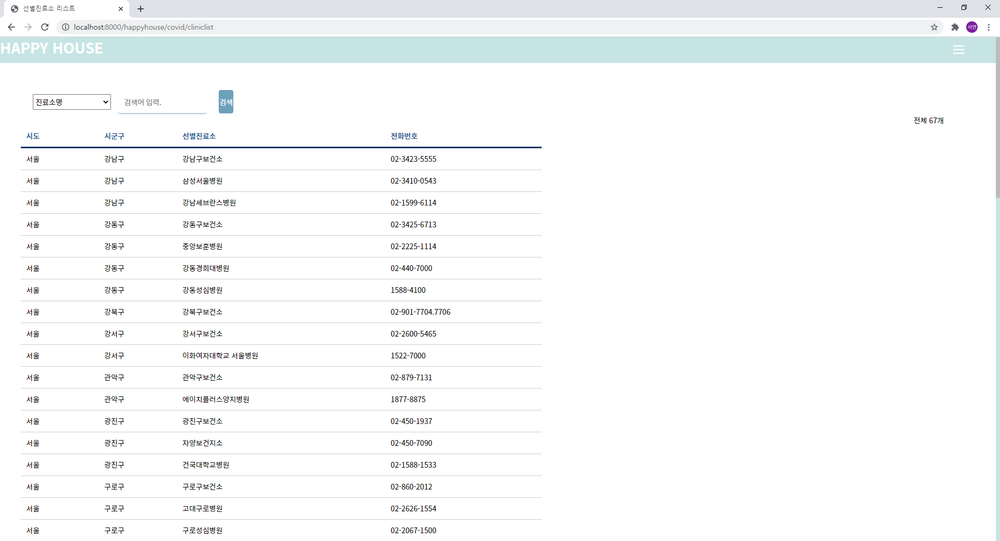 선별진료소 리스트
localhost:8000/happyhouse/covid/cliniclist
서연
HAPPY HOUSE
진료소명 검색어 입력. 검색
전체 67개
시도 시군구 선별진료소 전화번호
서울 강남구 강남구보건소 02-3423-5555
서울 강남구 삼성서울병원 02-3410-0543
서울 강남구 강남세브란스병원 02-1599-6114
서울 강동구 강동구보건소 02-3425-6713
서울 강동구 중앙보훈병원 02-2225-1114
서울 강동구 강동경희대병원 02-440-7000
서울 강동구 강동성심병원 1588-4100
서울 강북구 강북구보건소 02-901-7704.7706
서울 강서구 강서구보건소 02-2600-5465
서울 강서구 이화여자대학교 서울병원 1522-7000
서울 관악구 관악구보건소 02-879-7131
서울 관악구 에이치플러스양지병원 1877-8875
서울 광진구 광진구보건소 02-450-1937
서울 광진구 자양보건지소 02-450-7090
서울 광진구 건국대학교병원 02-1588-1533
서울 구로구 구로구보건소 02-860-2012
서울 구로구 고대구로병원 02-2626-1554
서울 구로구 구로성심병원 02-2067-1500